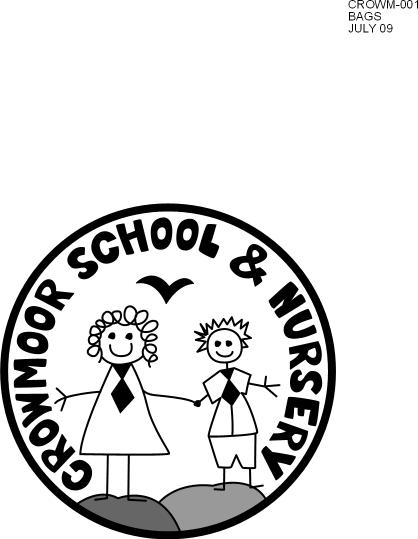 CROWM-001
BAGS
JULY 09
CROWMOOR SCHOOL & NURSERY